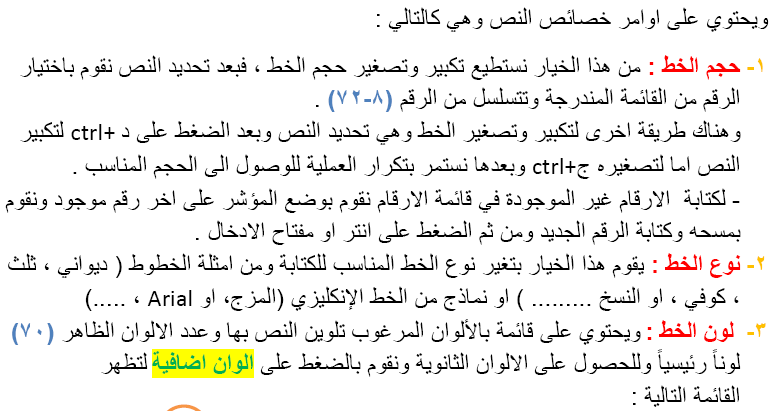 ويحتوي على اوامر خصائص النص وهي كالتالي :
١- حجم الخط : من هذا الخيار نستطيع تكبير وتصغير حجم الخط ، فبعد تحديد النص نقوم باختيار
الرقم من القائمة المندرجة وتتسلسل من الرقم (٨-٧٢) .
وهناك طريقة اخرى لتكبير وتصغير الخط وهي تحديد النص وبعد الضغط على د +ctrl لتكبير
النص اما لتصغيره ج+ctrl وبعدها نستمر بتكرار العملية للوصول الى الحجم المناسب .
- لكتابة الارقام غير الموجودة في قائمة الارقام نقوم بوضع المؤشر على اخر رقم موجود ونقوم
بمسحه وكتابة الرقم الجديد ومن ثم الضغط على انتر او مفتاح الادخال .
٢- نوع الخط : يقوم هذا الخيار بتغير نوع الخط المناسب للكتابة ومن امثلة الخطوط ( ديواني ، ثلث
، كوفي ، او النسخ ......... ) او نماذج من الخط الإنكليزي (المزج، او Arial ، .....)
٣- لون الخط : ويحتوي على قائمة بالألوان المرغوب تلوين النص بها وعدد الالوان الظاهر (٧٠)
لوناً رئيسياً وللحصول على الالوان الثانوية ونقوم بالضغط على الوان اضافية لتظهر
القائمة التالية :